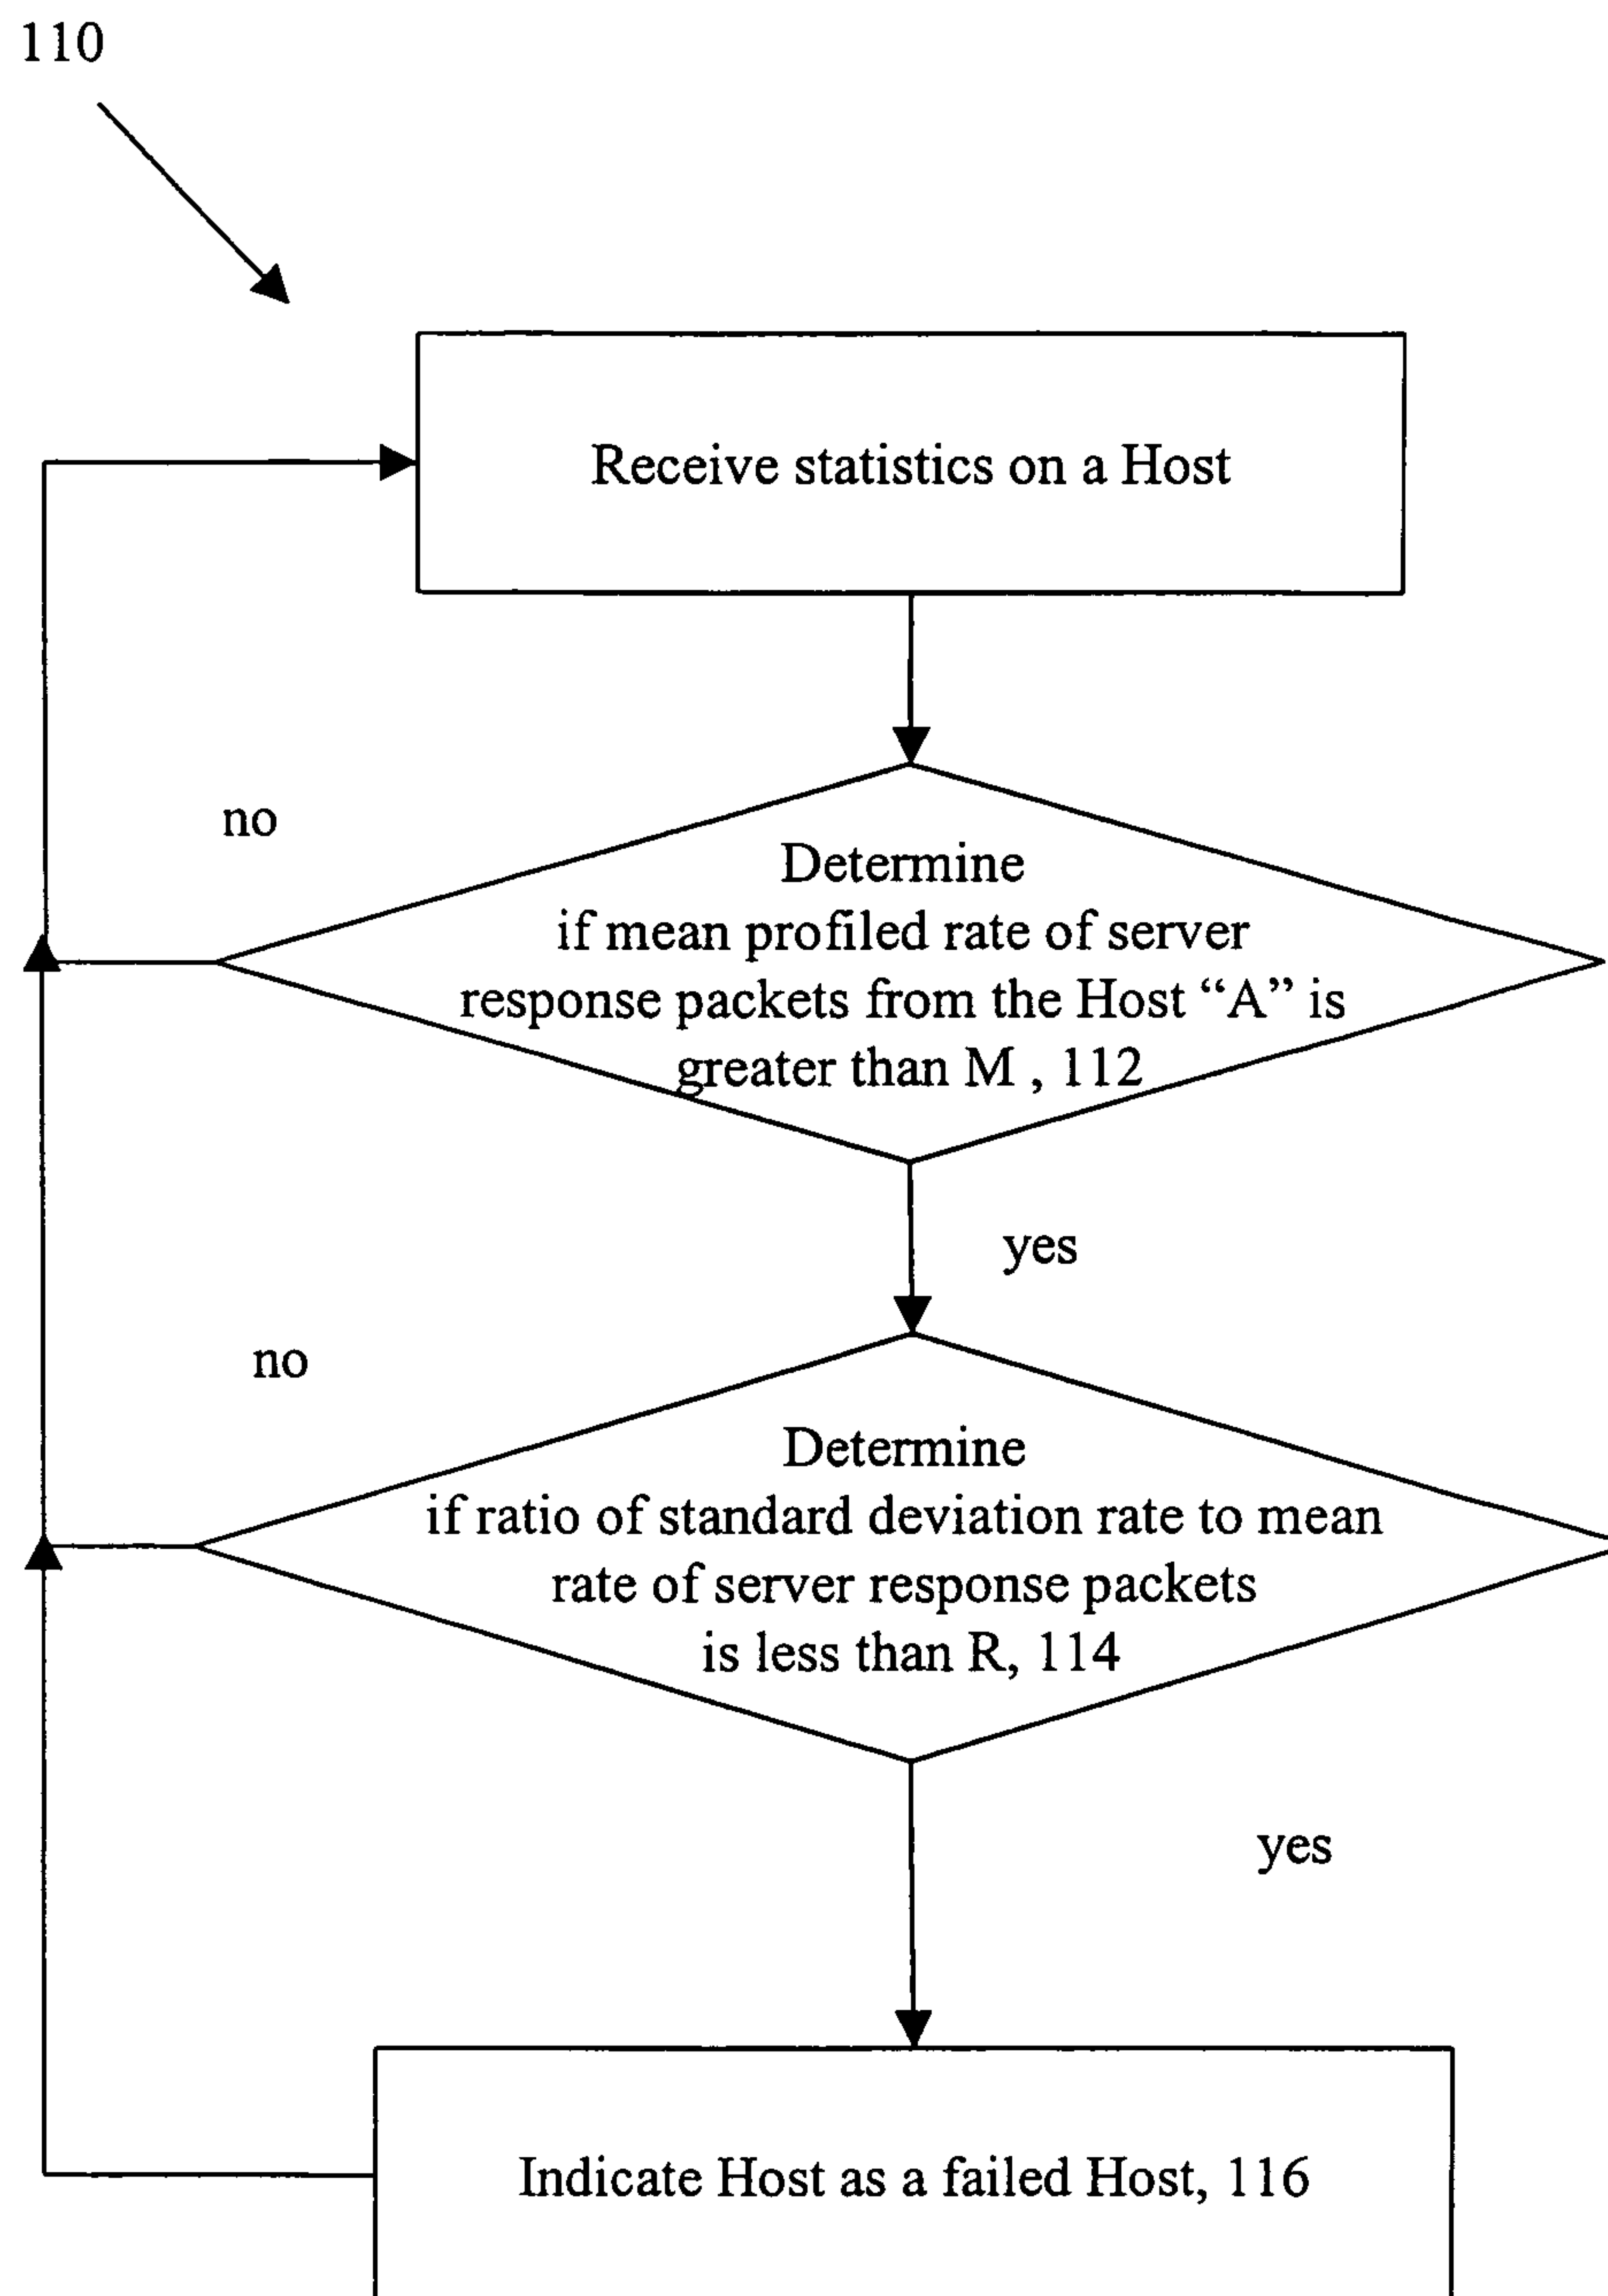 110
Receive statistics on a Host
no
Determine
if mean profiled rate of server
response packets from the Host “A” is
greater than M , 112
yes
no
Determine
if ratio of standard deviation rate to mean
rate of server response packets
is less than R, 114
yes
Indicate Host as a failed Host, 116